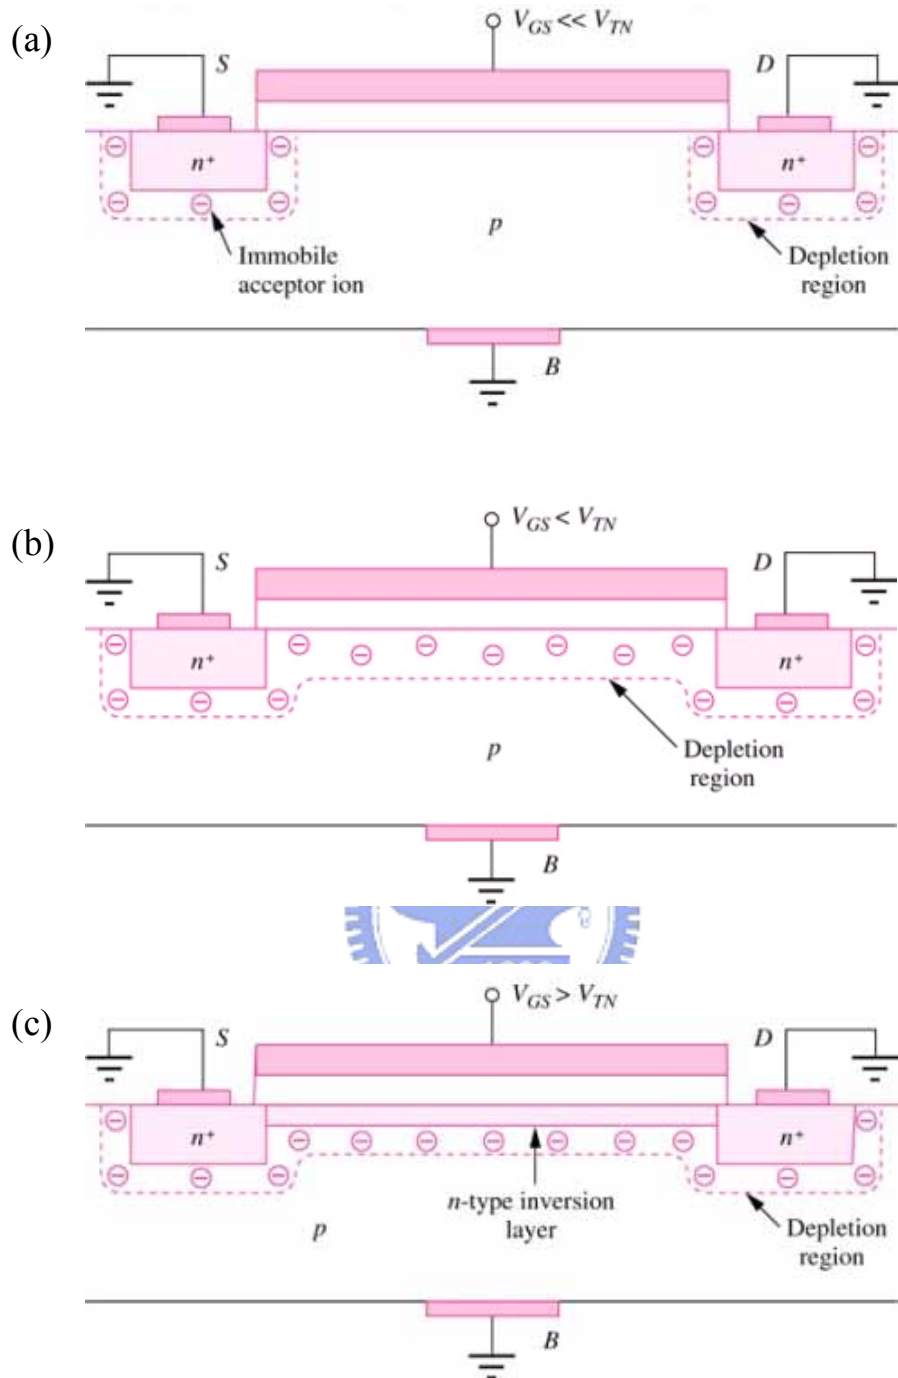 (a)
V_GS << V_TN
S
D
n+
n+
Immobile
acceptor ion
p
Depletion
region
B
(b)
V_GS < V_TN
S
D
n+
n+
Depletion
region
p
B
(c)
V_GS > V_TN
S
D
n+
n+
n-type inversion
layer
p
Depletion
region
B